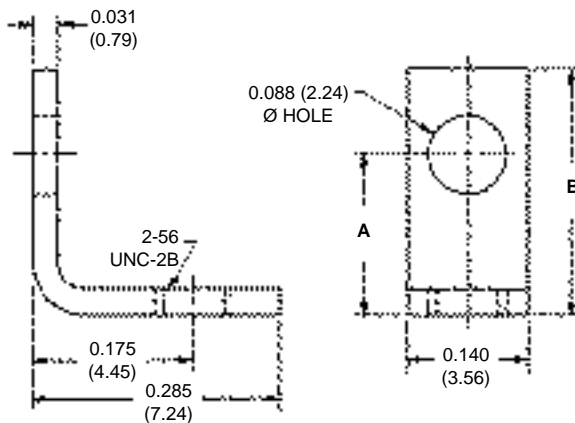 0.031
(0.79)
0.088 (2.24)
Ø HOLE
A
B
2-56
UNC-2B
0.175
(4.45)
0.285
(7.24)
0.140
(3.56)